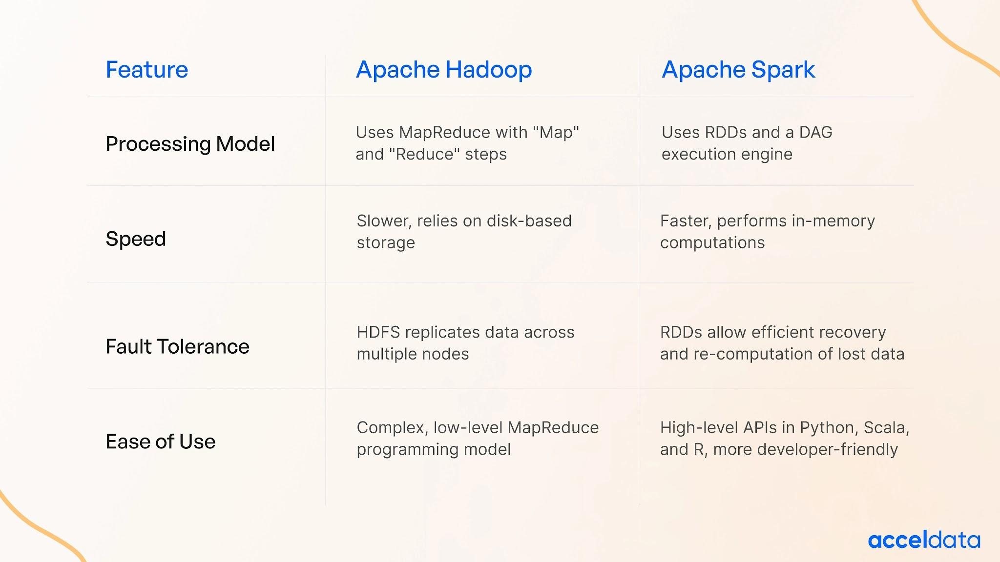 Feature
Apache Hadoop
Apache Spark
Processing Model
Uses MapReduce with "Map"
and "Reduce" steps
Uses RDDs and a DAG
execution engine
Speed
Slower, relies on disk-based
storage
Faster, performs in-memory
computations
Fault Tolerance
HDFS replicates data across
multiple nodes
RDDs allow efficient recovery
and re-computation of lost data
Ease of Use
Complex, low-level MapReduce
programming model
High-level APIs in Python, Scala,
and R, more developer-friendly
acceldata